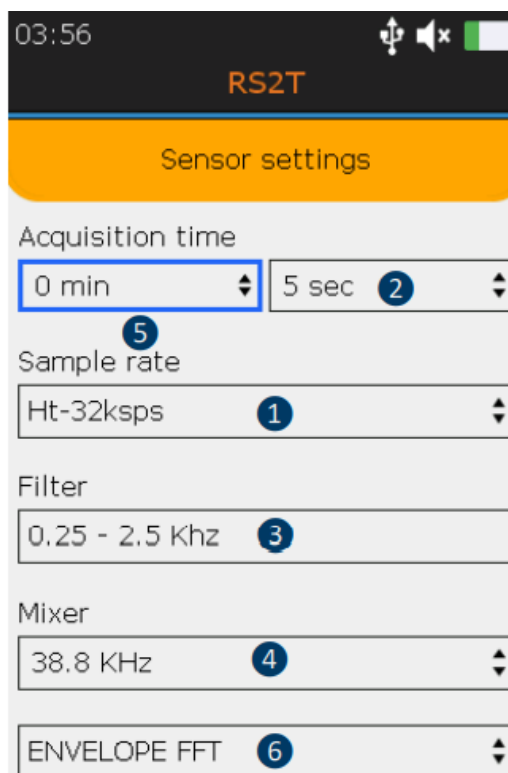 03:56
RS2T
Sensor settings
Acquisition time
0 min 5 sec 2
5
Sample rate
Ht-32ksps 1
Filter
0.25 - 2.5 Khz 3
Mixer
38.8 KHz 4
ENVELOPE FFT 6